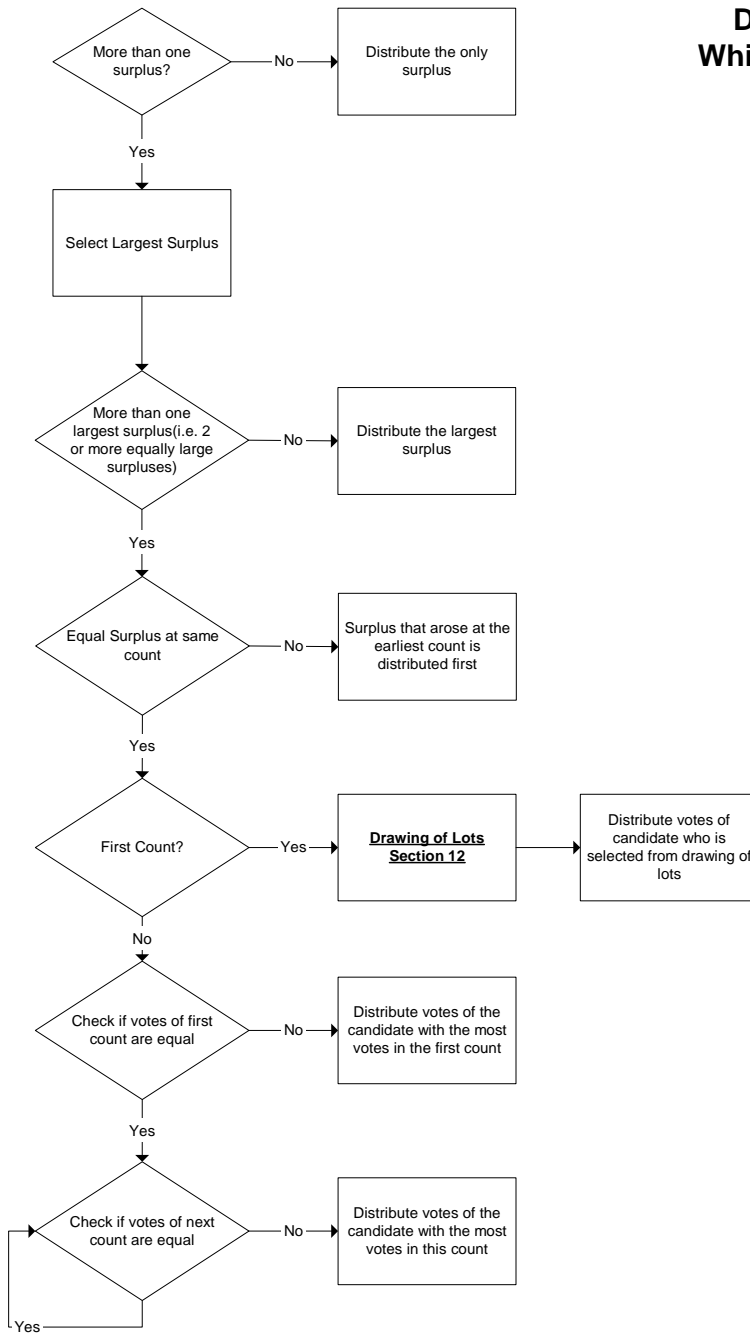 D
Whi
More than one
surplus?
No
Distribute the only
surplus
Yes
Select Largest Surplus
More than one
largest surplus(i.e. 2
or more equally large
surpluses)
No
Distribute the largest
surplus
Yes
Equal Surplus at same
count
No
Surplus that arose at the
earliest count is
distributed first
Yes
First Count?
Yes
Drawing of Lots
Section 12
Distribute votes of
candidate who is
selected from drawing of
lots
No
Check if votes of first
count are equal
No
Distribute votes of the
candidate with the most
votes in the first count
Yes
Check if votes of next
count are equal
No
Distribute votes of the
candidate with the most
votes in this count
Yes